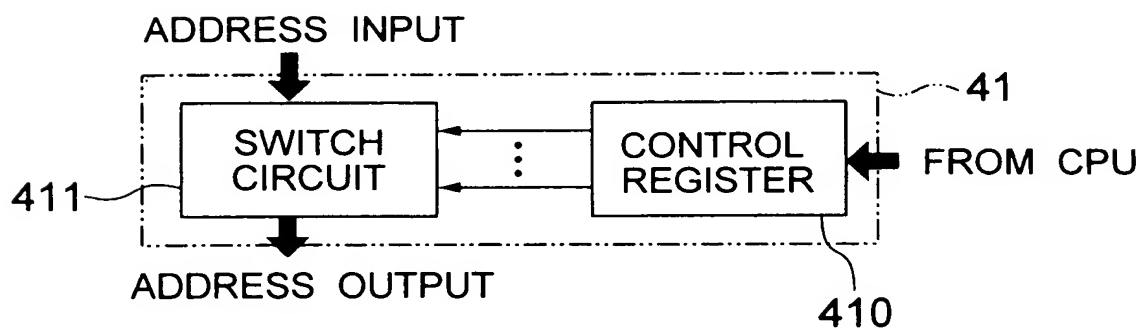 ADDRESS INPUT
41
SWITCH
CIRCUIT
CONTROL
REGISTER
FROM CPU
411
ADDRESS OUTPUT
410